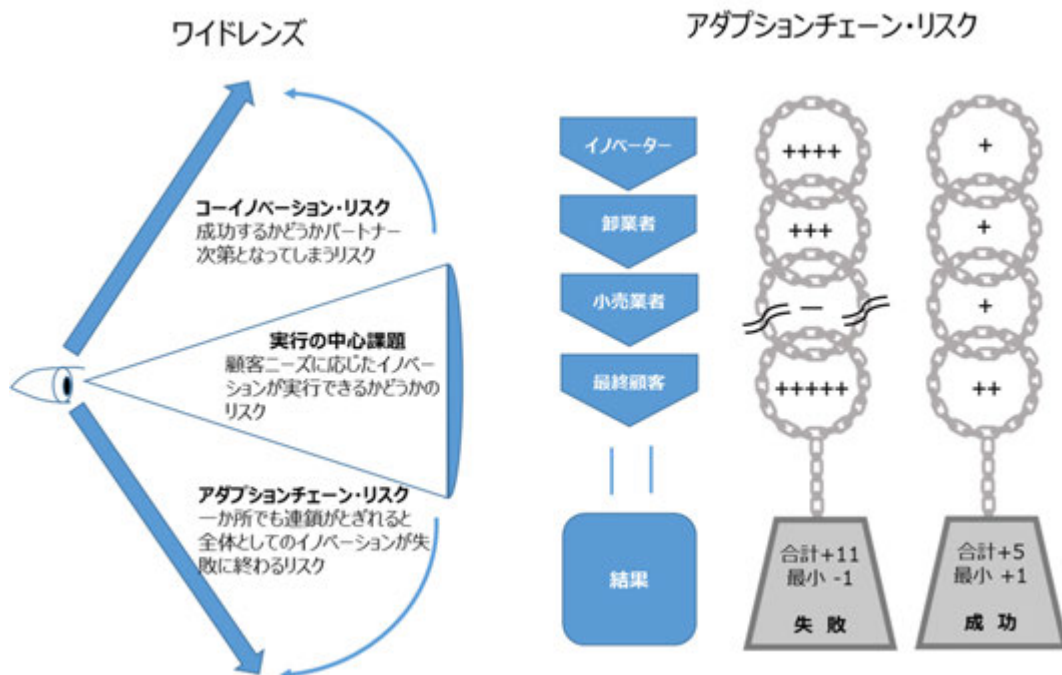 ワイドレンズ
コーイノベーション・リスク
成功するかどうかパートナー
次第となってしまうリスク
実行の中心課題
顧客ニーズに応じたイノベ
ーションが実行できるかどうかの
リスク
アダプションチェーン・リスク
一か所でも連鎖がとぎれると
全体としてのイノベーションが失
敗に終わるリスク
アダプションチェーン・リスク
イノベーター
++++
+
卸業者
+++
+
小売業者
—
+
最終顧客
+++++
++
結果
合計+11
最小 -1
失 敗
合計+5
最小 +1
成 功